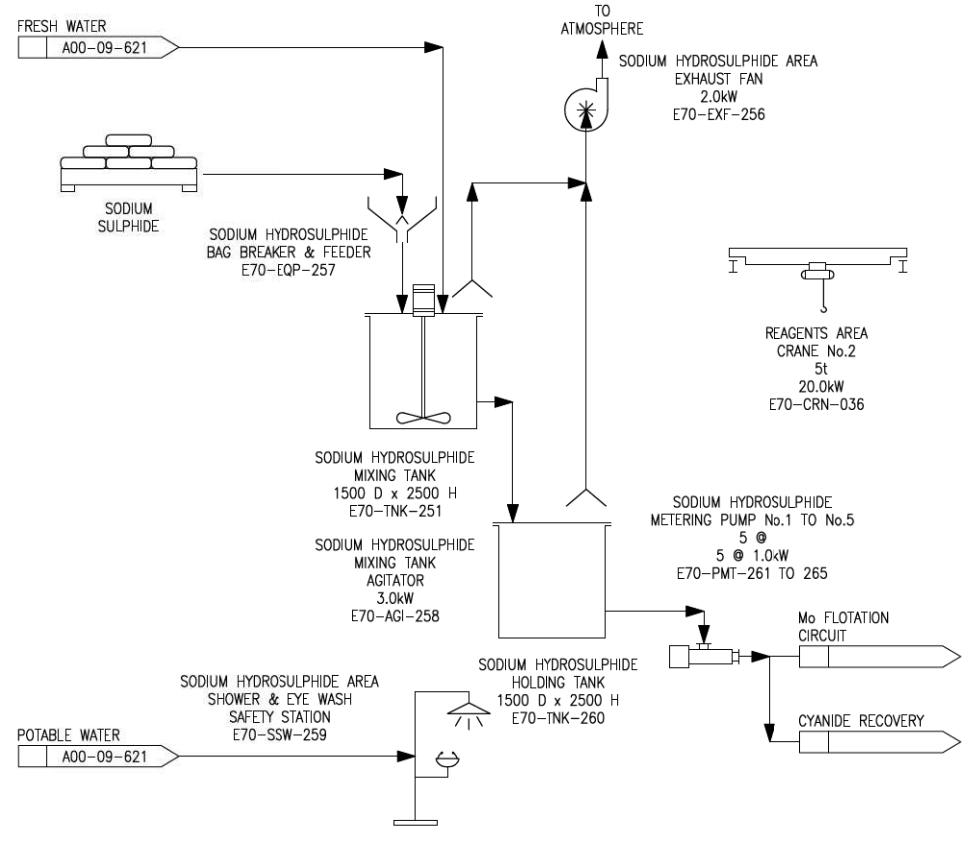 FRESH WATER
A00-09-621
TO
ATMOSPHERE
SODIUM HYDROSULPHIDE AREA
EXHAUST FAN
2.0kW
E70-EXF-256
SODIUM
SULPHIDE
SODIUM HYDROSULPHIDE
BAG BREAKER & FEEDER
E70-EQP-257
REAGENTS AREA
CRANE No.2
5t
20.0kW
E70-CRN-036
SODIUM HYDROSULPHIDE
MIXING TANK
1500 D x 2500 H
E70-TNK-251
SODIUM HYDROSULPHIDE
MIXING TANK
AGITATOR
3.0kW
E70-AGI-258
SODIUM HYDROSULPHIDE
METERING PUMP No.1 TO No.5
5 @
5 @ 1.0kW
E70-PMT-261 TO 265
Mo FLOTATION
CIRCUIT
CYANIDE RECOVERY
SODIUM HYDROSULPHIDE
HOLDING TANK
1500 D x 2500 H
E70-TNK-260
SODIUM HYDROSULPHIDE AREA
SHOWER & EYE WASH
SAFETY STATION
E70-SSW-259
POTABLE WATER
A00-09-621